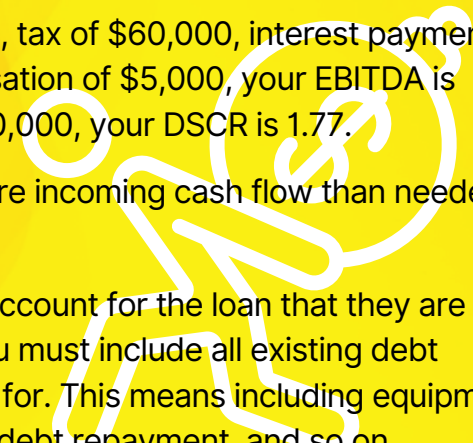 , tax of $60,000, interest paymen
sation of $5,000, your EBITDA is
0,000, your DSCR is 1.77.
re incoming cash flow than neede
ccount for the loan that they are
u must include all existing debt
for. This means including equipm
debt repayment, and so on